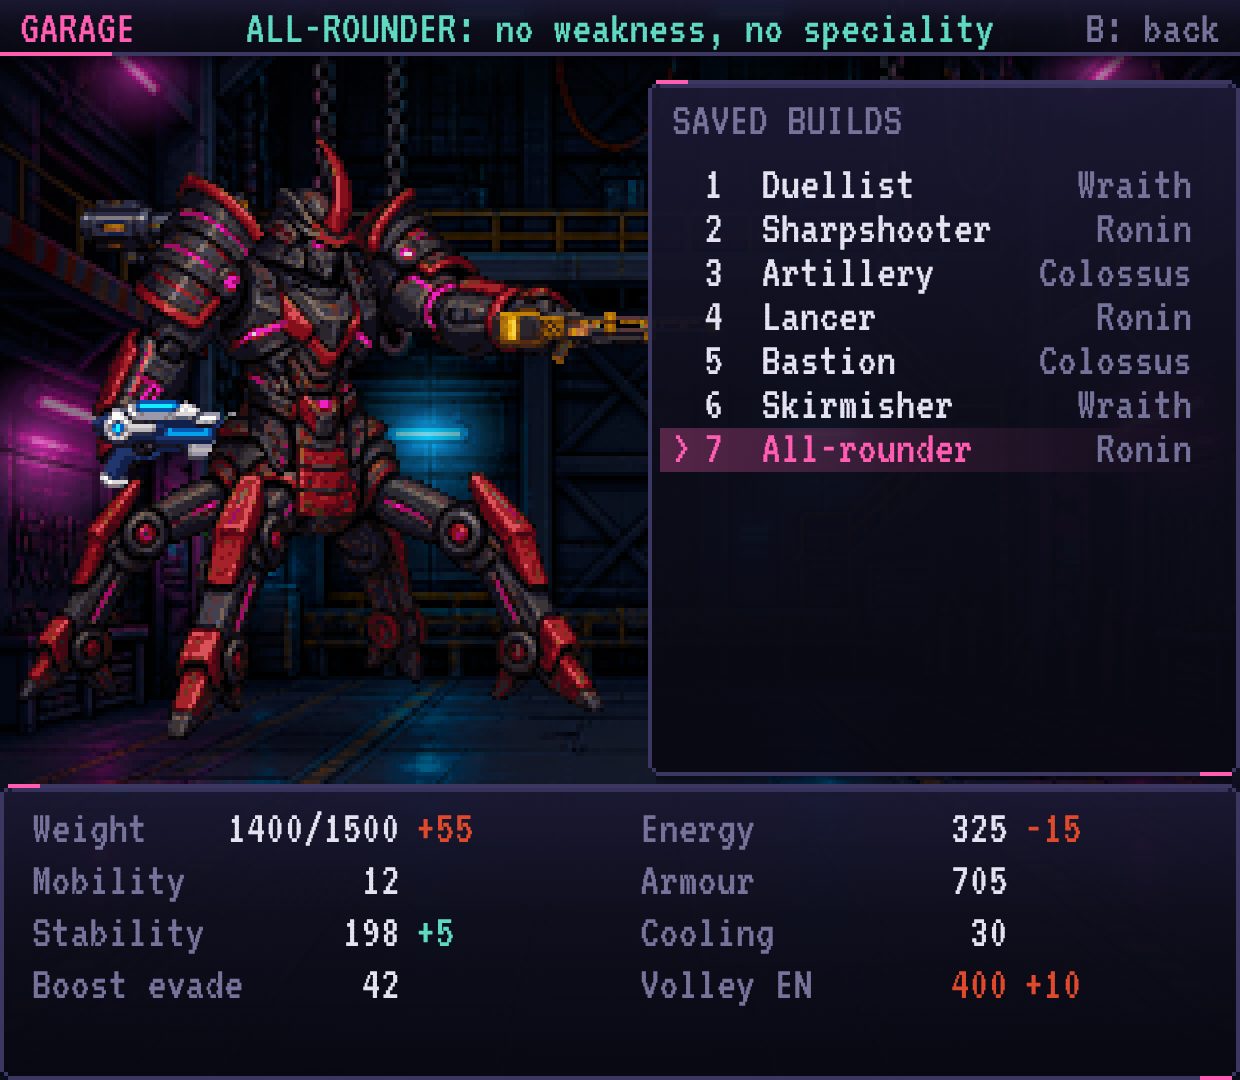 GARAGE ALL-ROUNDER: no weakness, no speciality B: back
SAVED BUILDS
1 Duellist Wraith
2 Sharpshooter Ronin
3 Artillery Colossus
4 Lancer Ronin
5 Bastion Colossus
6 Skirmisher Wraith
> 7 All-rounder Ronin
Weight 1400/1500 +55 Energy 325 -15
Mobility 12 Armour 705
Stability 198 +5 Cooling 30
Boost evade 42 Volley EN 400 +10